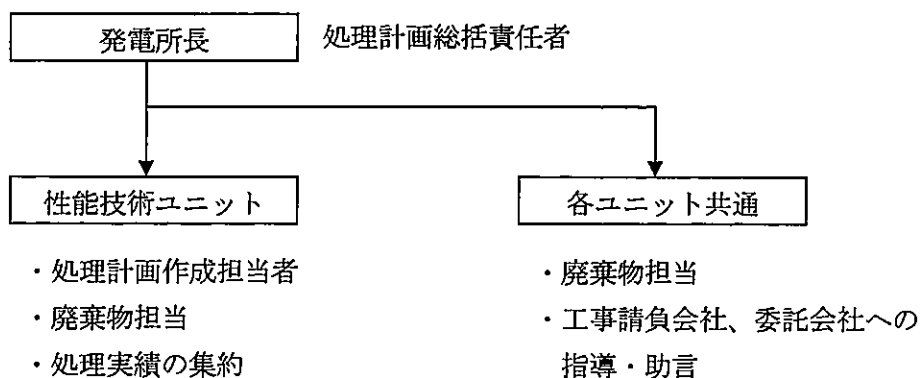 発電所長
処理計画総括責任者
性能技術ユニット
各ユニット共通
・処理計画作成担当者
・廃棄物担当
・処理実績の集約
・廃棄物担当
・工事請負会社、委託会社への
指導・助言